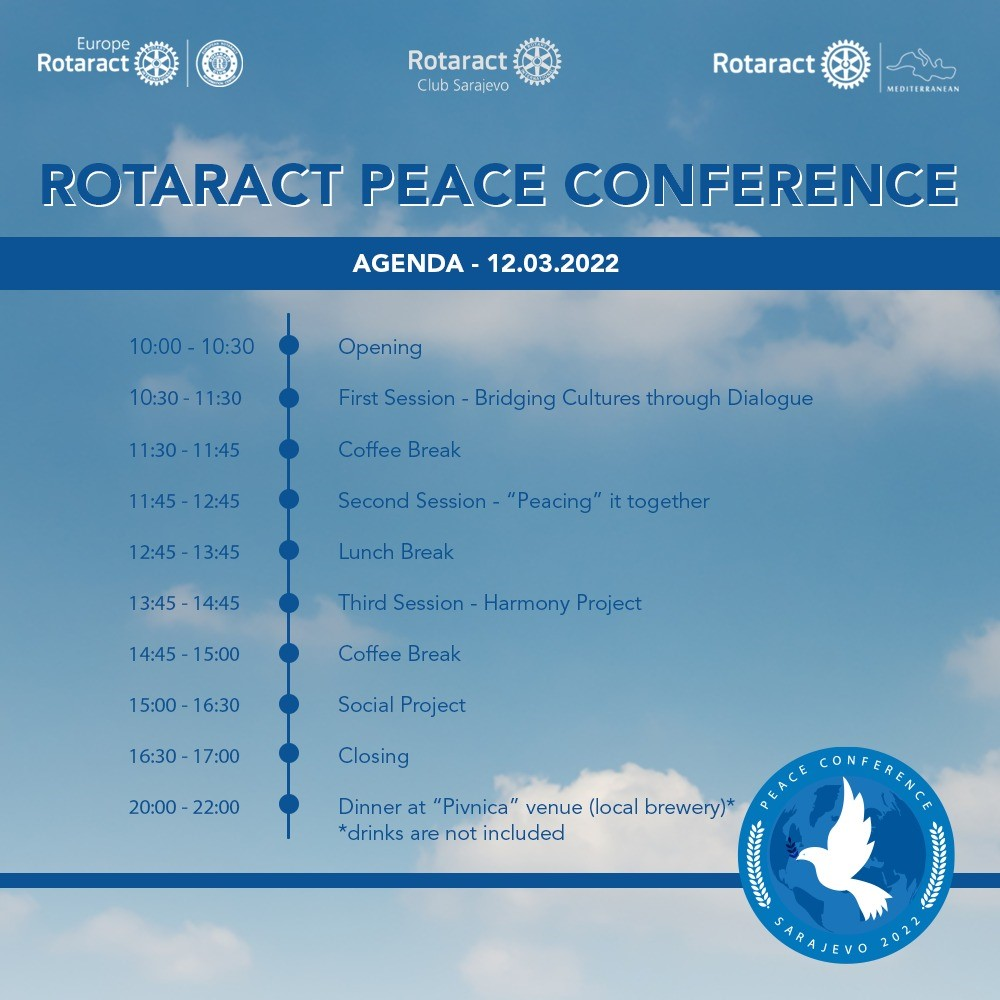 Europe
Rotaract
Rotaract
Club Sarajevo
Rotaract
MEDITERRANEAN
ROTARACT PEACE CONFERENCE
AGENDA - 12.03.2022
10:00 - 10:30 Opening
10:30 - 11:30 First Session - Bridging Cultures through Dialogue
11:30 - 11:45 Coffee Break
11:45 - 12:45 Second Session - “Peacing” it together
12:45 - 13:45 Lunch Break
13:45 - 14:45 Third Session - Harmony Project
14:45 - 15:00 Coffee Break
15:00 - 16:30 Social Project
16:30 - 17:00 Closing
20:00 - 22:00 Dinner at “Pivnica” venue (local brewery)*
*drinks are not included
PEACE CONFERENCE
SARAJEVO 2022